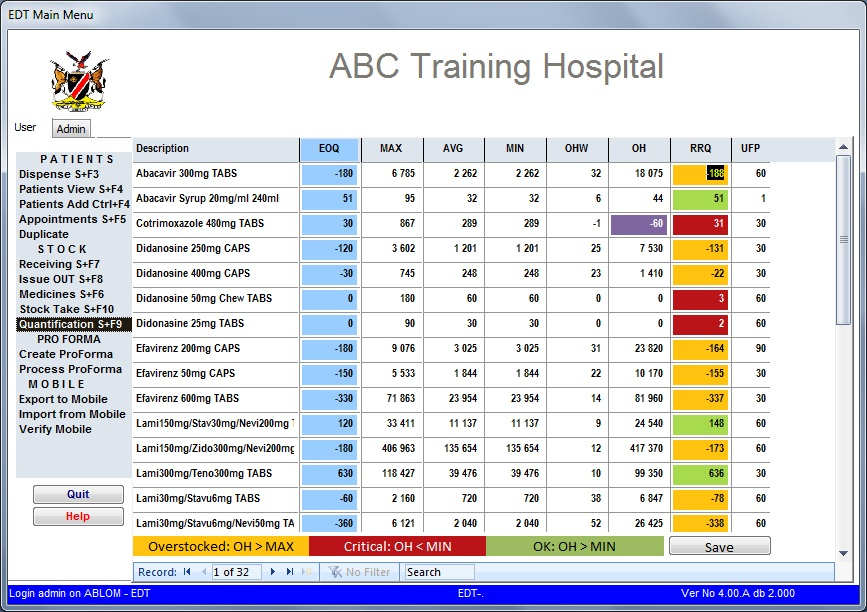 EDT Main Menu
ABC Training Hospital
User Admin
PATIENTS
Dispense S+F3
Patients View S+F4
Patients Add Ctrl+F4
Appointments S+F5
Duplicate
STOCK
Receiving S+F7
Issue OUT S+F8
Medicines S+F6
Stock Take S+F10
Quantification S+F9
PRO FORMA
Create ProForma
Process ProForma
MOBILE
Export to Mobile
Import from Mobile
Verify Mobile
Quit
Help
Description EOQ MAX AVG MIN OHW OH RRQ UFP
Abacavir 300mg TABS -180 6 785 2 262 2 262 32 18 075 -188 60
Abacavir Syrup 20mg/ml 240ml 51 95 32 32 6 44 51 1
Cotrimoxazole 480mg TABS 30 867 289 289 -1 -60 31 30
Didanosine 250mg CAPS -120 3 602 1 201 1 201 25 7 530 -131 30
Didanosine 400mg CAPS -30 745 248 248 23 1 410 -22 30
Didanosine 50mg Chew TABS 0 180 60 60 0 0 3 60
Didonasine 25mg TABS 0 90 30 30 0 0 2 60
Efavirenz 200mg CAPS -180 9 076 3 025 3 025 31 23 820 -164 90
Efavirenz 50mg CAPS -150 5 533 1 844 1 844 22 10 170 -155 30
Efavirenz 600mg TABS -330 71 863 23 954 23 954 14 81 960 -337 30
Lami150mg/Stav30mg/Nevi200mg 120 33 411 11 137 11 137 9 24 540 148 60
Lami150mg/Zido300mg/Nevi200mg -180 406 963 135 654 135 654 12 417 370 -173 60
Lami300mg/Teno300mg TABS 630 118 427 39 476 39 476 10 99 350 636 30
Lami30mg/Stavu6mg TABS -60 2 160 720 720 38 6 847 -78 60
Lami30mg/Stavu6mg/Nevi50mg TA -360 6 121 2 040 2 040 52 26 425 -338 60
Overstocked: OH > MAX Critical: OH < MIN OK: OH > MIN Save
Record: 1 of 32 No Filter Search
Login admin on ABLOM - EDT EDT-. Ver No 4.00.A db 2.000